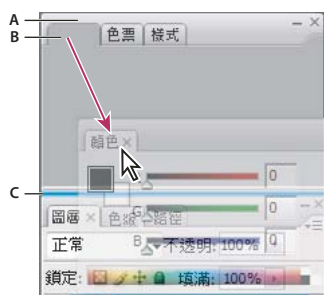 A
B
色票 樣式
顏色 ×
0
C
G 0
圖層 × 色版 路徑
B 0
正常 不透明: 100%
鎖定: 填滿: 100%